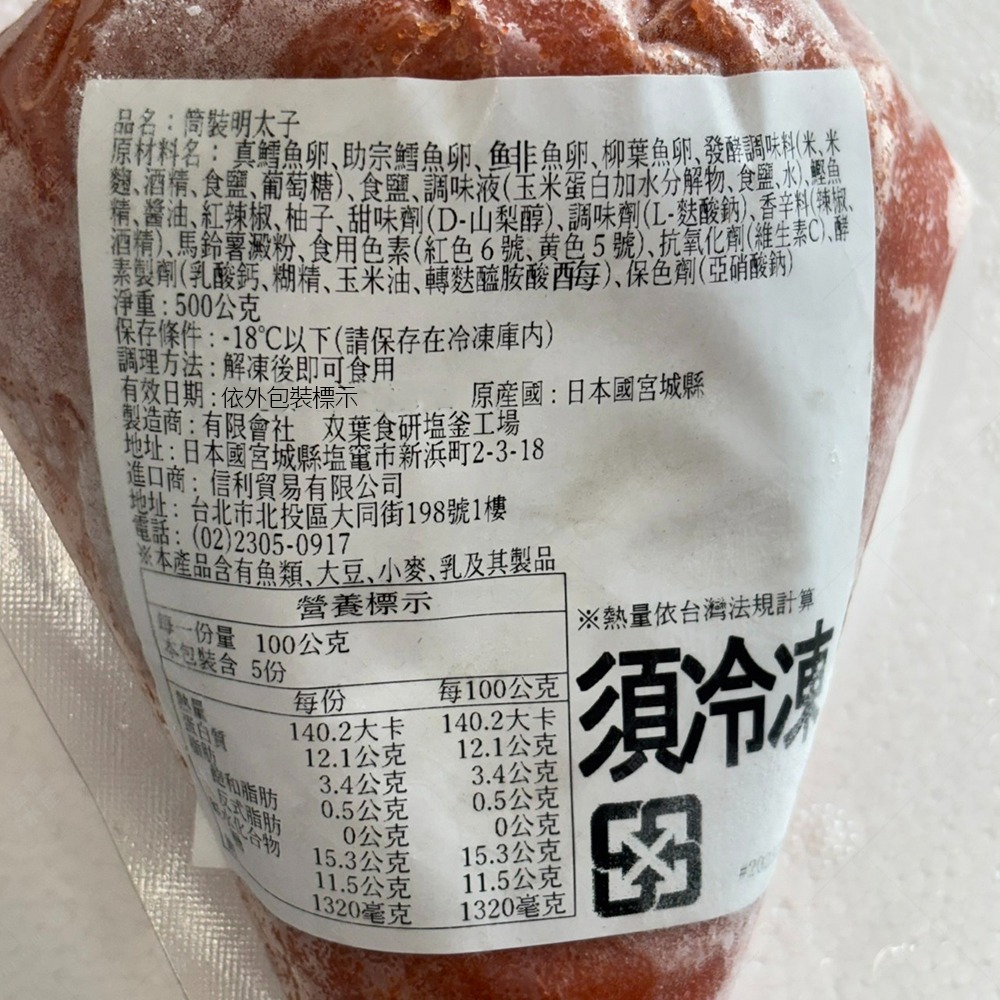 品名：筒裝明太子
原材料名：真鱈魚卵、助宗鱈魚卵、鲱魚卵、柳葉魚卵、發酵調味料(米、米
麴、酒精、食鹽、葡萄糖)、食鹽、調味液(玉米蛋白加水分解物、食鹽、水)、鰹魚
精、醬油、紅辣椒、柚子、甜味劑(D-山梨醇)、調味劑(L-麩酸鈉)、香辛料(辣椒、
酒精)、馬鈴薯澱粉、食用色素(紅色6號、黄色5號)、抗氧化劑(維生素C)、酵
素製劑(乳酸鈣、糊精、玉米油、轉麩醯胺酸酶)、保色劑(亞硝酸鈉)
淨重：500公克
保存條件：-18℃以下(請保存在冷凍庫内)
調理方法：解凍後即可食用
有效日期：依外包裝標示 原産國：日本國宮城縣
製造商：有限會社 双葉食研塩釜工場
地址：日本國宮城縣塩竈市新浜町2-3-18
進口商：信利貿易有限公司
地址：台北市北投區大同街198號1樓
電話：(02)2305-0917
※本產品含有魚類、大豆、小麥、乳及其製品
營養標示
每一份量 100公克
本包裝含 5份
每份 每100公克
熱量 140.2大卡 140.2大卡
蛋白質 12.1公克 12.1公克
脂肪 3.4公克 3.4公克
飽和脂肪 0.5公克 0.5公克
反式脂肪 0公克 0公克
碳水化合物 15.3公克 15.3公克
11.5公克 11.5公克
1320毫克 1320毫克
※熱量依台灣法規計算
須冷凍